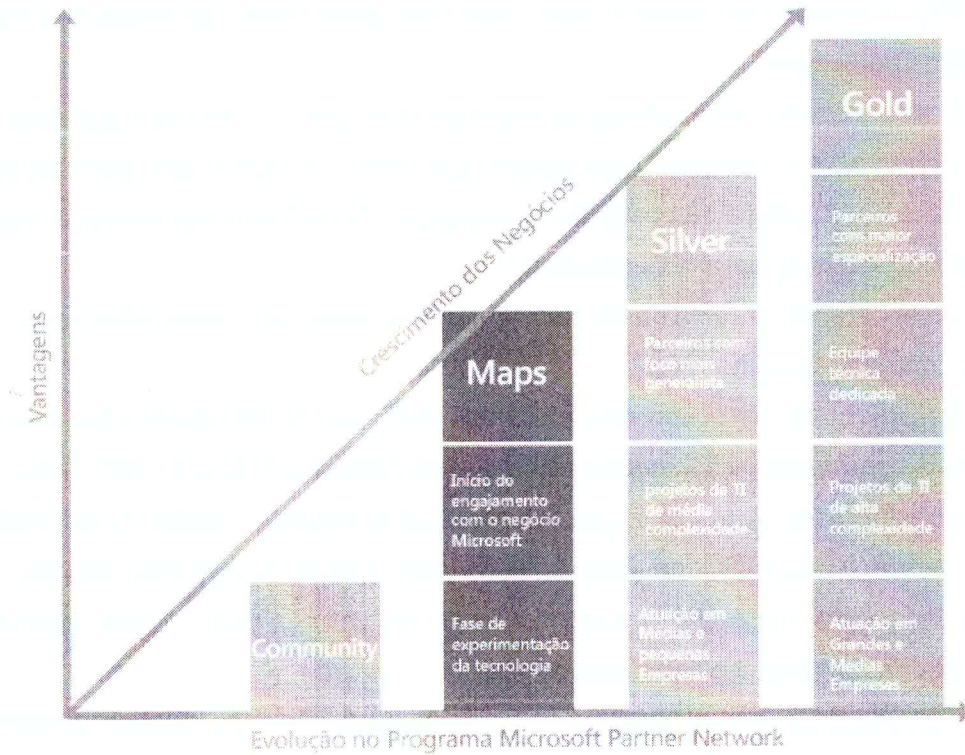 Vantagens
Crescimento dos Negócios
Community
Maps
Início do
engajamento
com o negócio
Microsoft
Fase de
experimentação
da tecnologia
Silver
Parceiros com
foco mais
generalista
projetos de TI
de média
complexidade
Atuação em
Médias e
pequenas
Empresas
Gold
Parceiros
com maior
especialização
Equipe
técnica
dedicada
Projetos de TI
de alta
complexidade
Atuação em
Grandes e
Médias
Empresas
Evolução no Programa Microsoft Partner Network